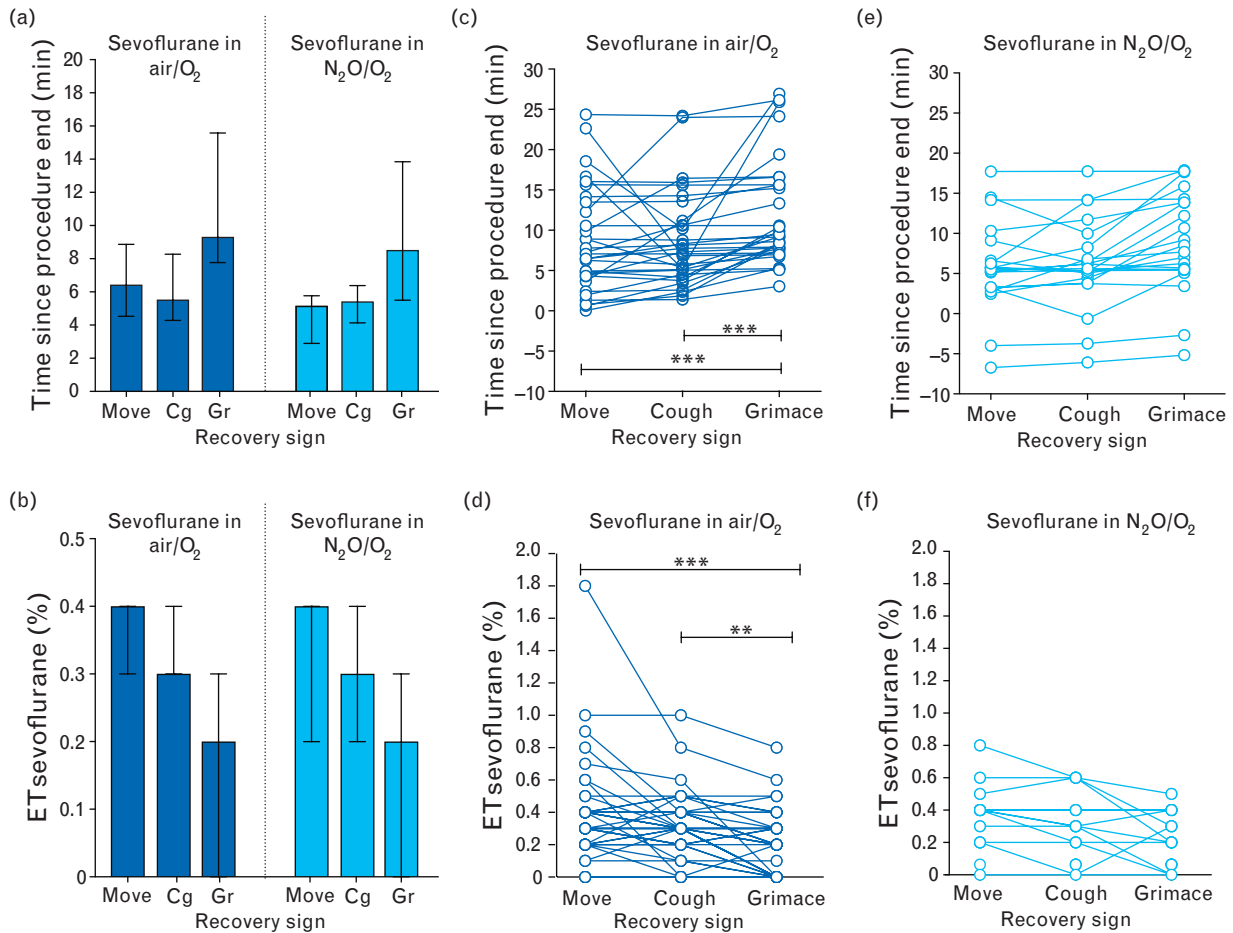 (a)
Sevoflurane in
air/O₂
Sevoflurane in
N₂O/O₂
Time since procedure end (min)
20
18
16
14
12
10
8
6
4
2
0
Move
Cg
Gr
Move
Cg
Gr
Recovery sign
(c)
Sevoflurane in air/O₂
Time since procedure end (min)
30
25
20
15
10
5
0
–5
–10
***
***
Move
Cough
Grimace
Recovery sign
(e)
Sevoflurane in N₂O/O₂
Time since procedure end (min)
30
20
10
0
–10
Move
Cough
Grimace
Recovery sign
(b)
Sevoflurane in
air/O₂
Sevoflurane in
N₂O/O₂
ET sevoflurane (%)
0.5
0.4
0.3
0.2
0.1
0
Move
Cg
Gr
Move
Cg
Gr
Recovery sign
(d)
Sevoflurane in air/O₂
ET sevoflurane (%)
2.0
1.8
1.6
1.4
1.2
1.0
0.8
0.6
0.4
0.2
0
***
**
Move
Cough
Grimace
Recovery sign
(f)
Sevoflurane in N₂O/O₂
ET sevoflurane (%)
2.0
1.8
1.6
1.4
1.2
1.0
0.8
0.6
0.4
0.2
0
Move
Cough
Grimace
Recovery sign